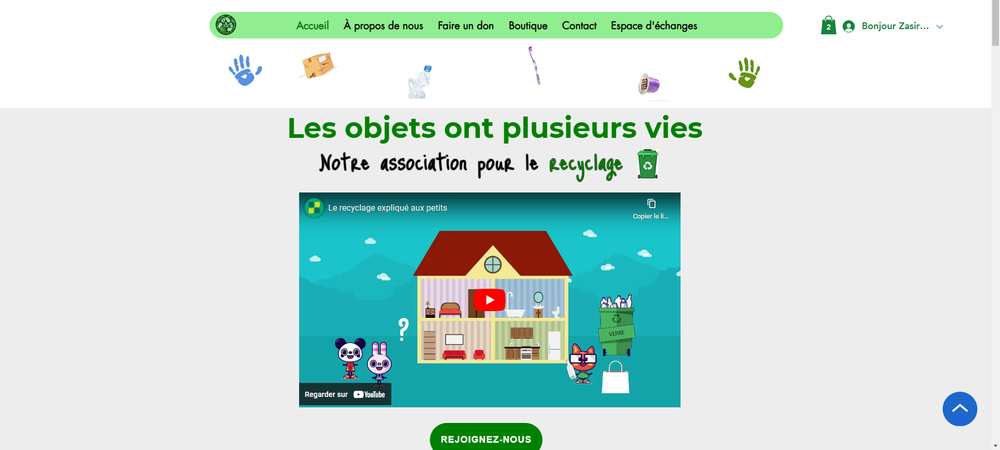 Accueil À propos de nous Faire un don Boutique Contact Espace d'échanges
2 Bonjour Zasir...
Les objets ont plusieurs vies
Notre association pour le recyclage
Le recyclage expliqué aux petits
Copier le li...
?
VERRE
Regarder sur YouTube
REJOIGNEZ-NOUS